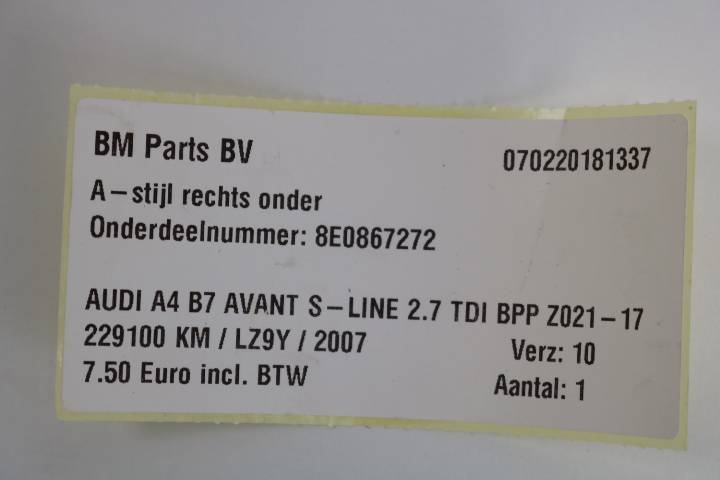 BM Parts BV 070220181337
A-stijl rechts onder
Onderdeelnummer: 8E0867272
AUDI A4 B7 AVANT S-LINE 2.7 TDI BPP Z021-17
229100 KM / LZ9Y / 2007 Verz: 10
7.50 Euro incl. BTW Aantal: 1